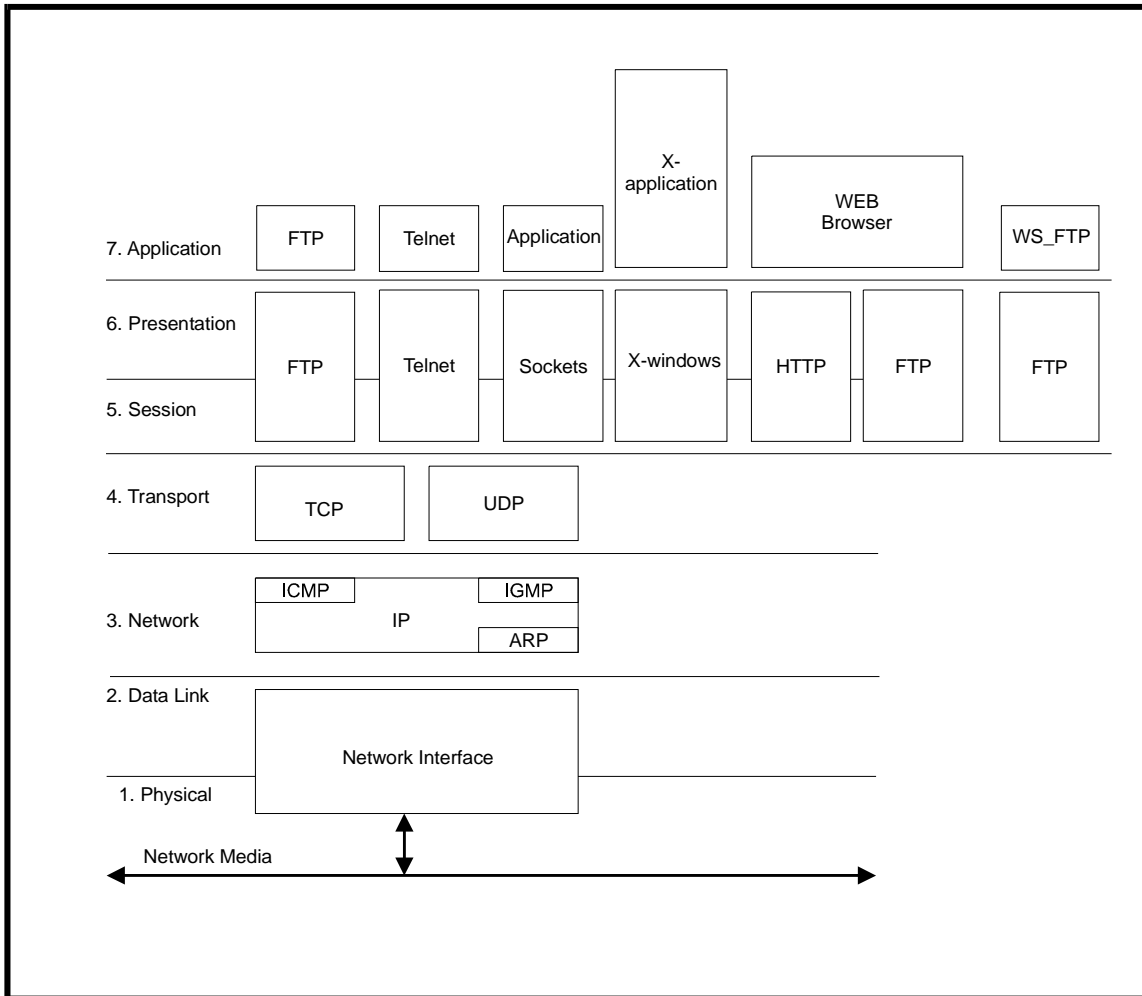 X-
application
WEB
Browser
7. Application
FTP
Telnet
Application
WS_FTP
6. Presentation
FTP
Telnet
Sockets
X-windows
HTTP
FTP
FTP
5. Session
4. Transport
TCP
UDP
ICMP
IGMP
3. Network
IP
ARP
2. Data Link
Network Interface
1. Physical
Network Media